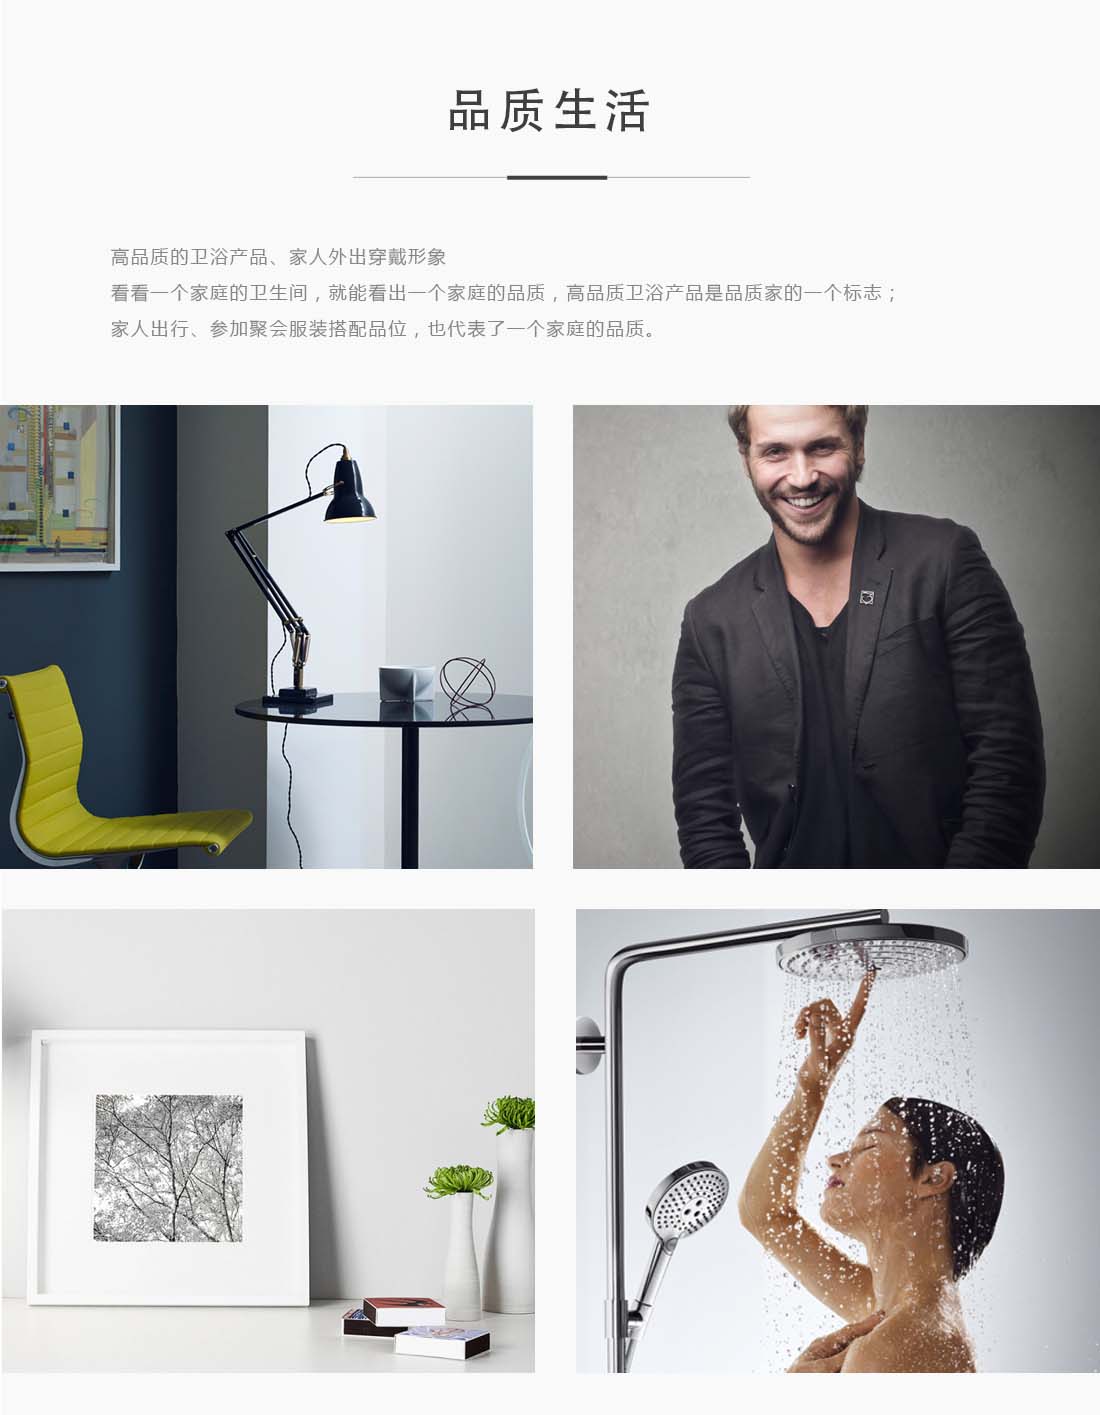 品质生活
高品质的卫浴产品、家人外出穿戴形象
看看一个家庭的卫生间，就能看出一个家庭的品质，高品质卫浴产品是品质家的一个标志；
家人出行、参加聚会服装搭配品位，也代表了一个家庭的品质。